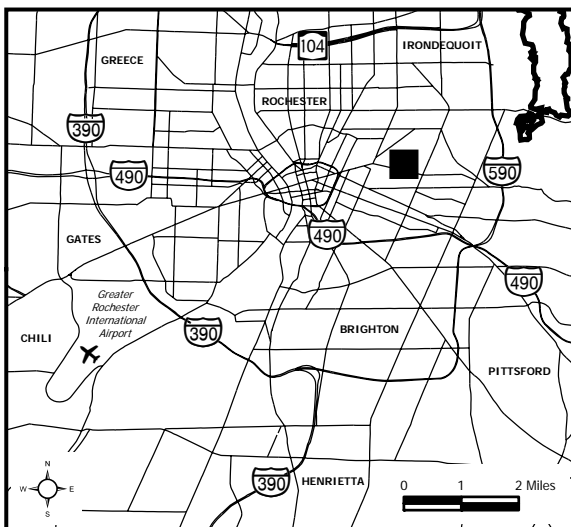 104
IRONDEQUOIT
GREECE
ROCHESTER
390
490
590
490
GATES
490
Greater
Rochester
International
Airport
390
BRIGHTON
CHILI
PITTSFORD
N
W E
S
390
HENRIETTA
0 1 2 Miles